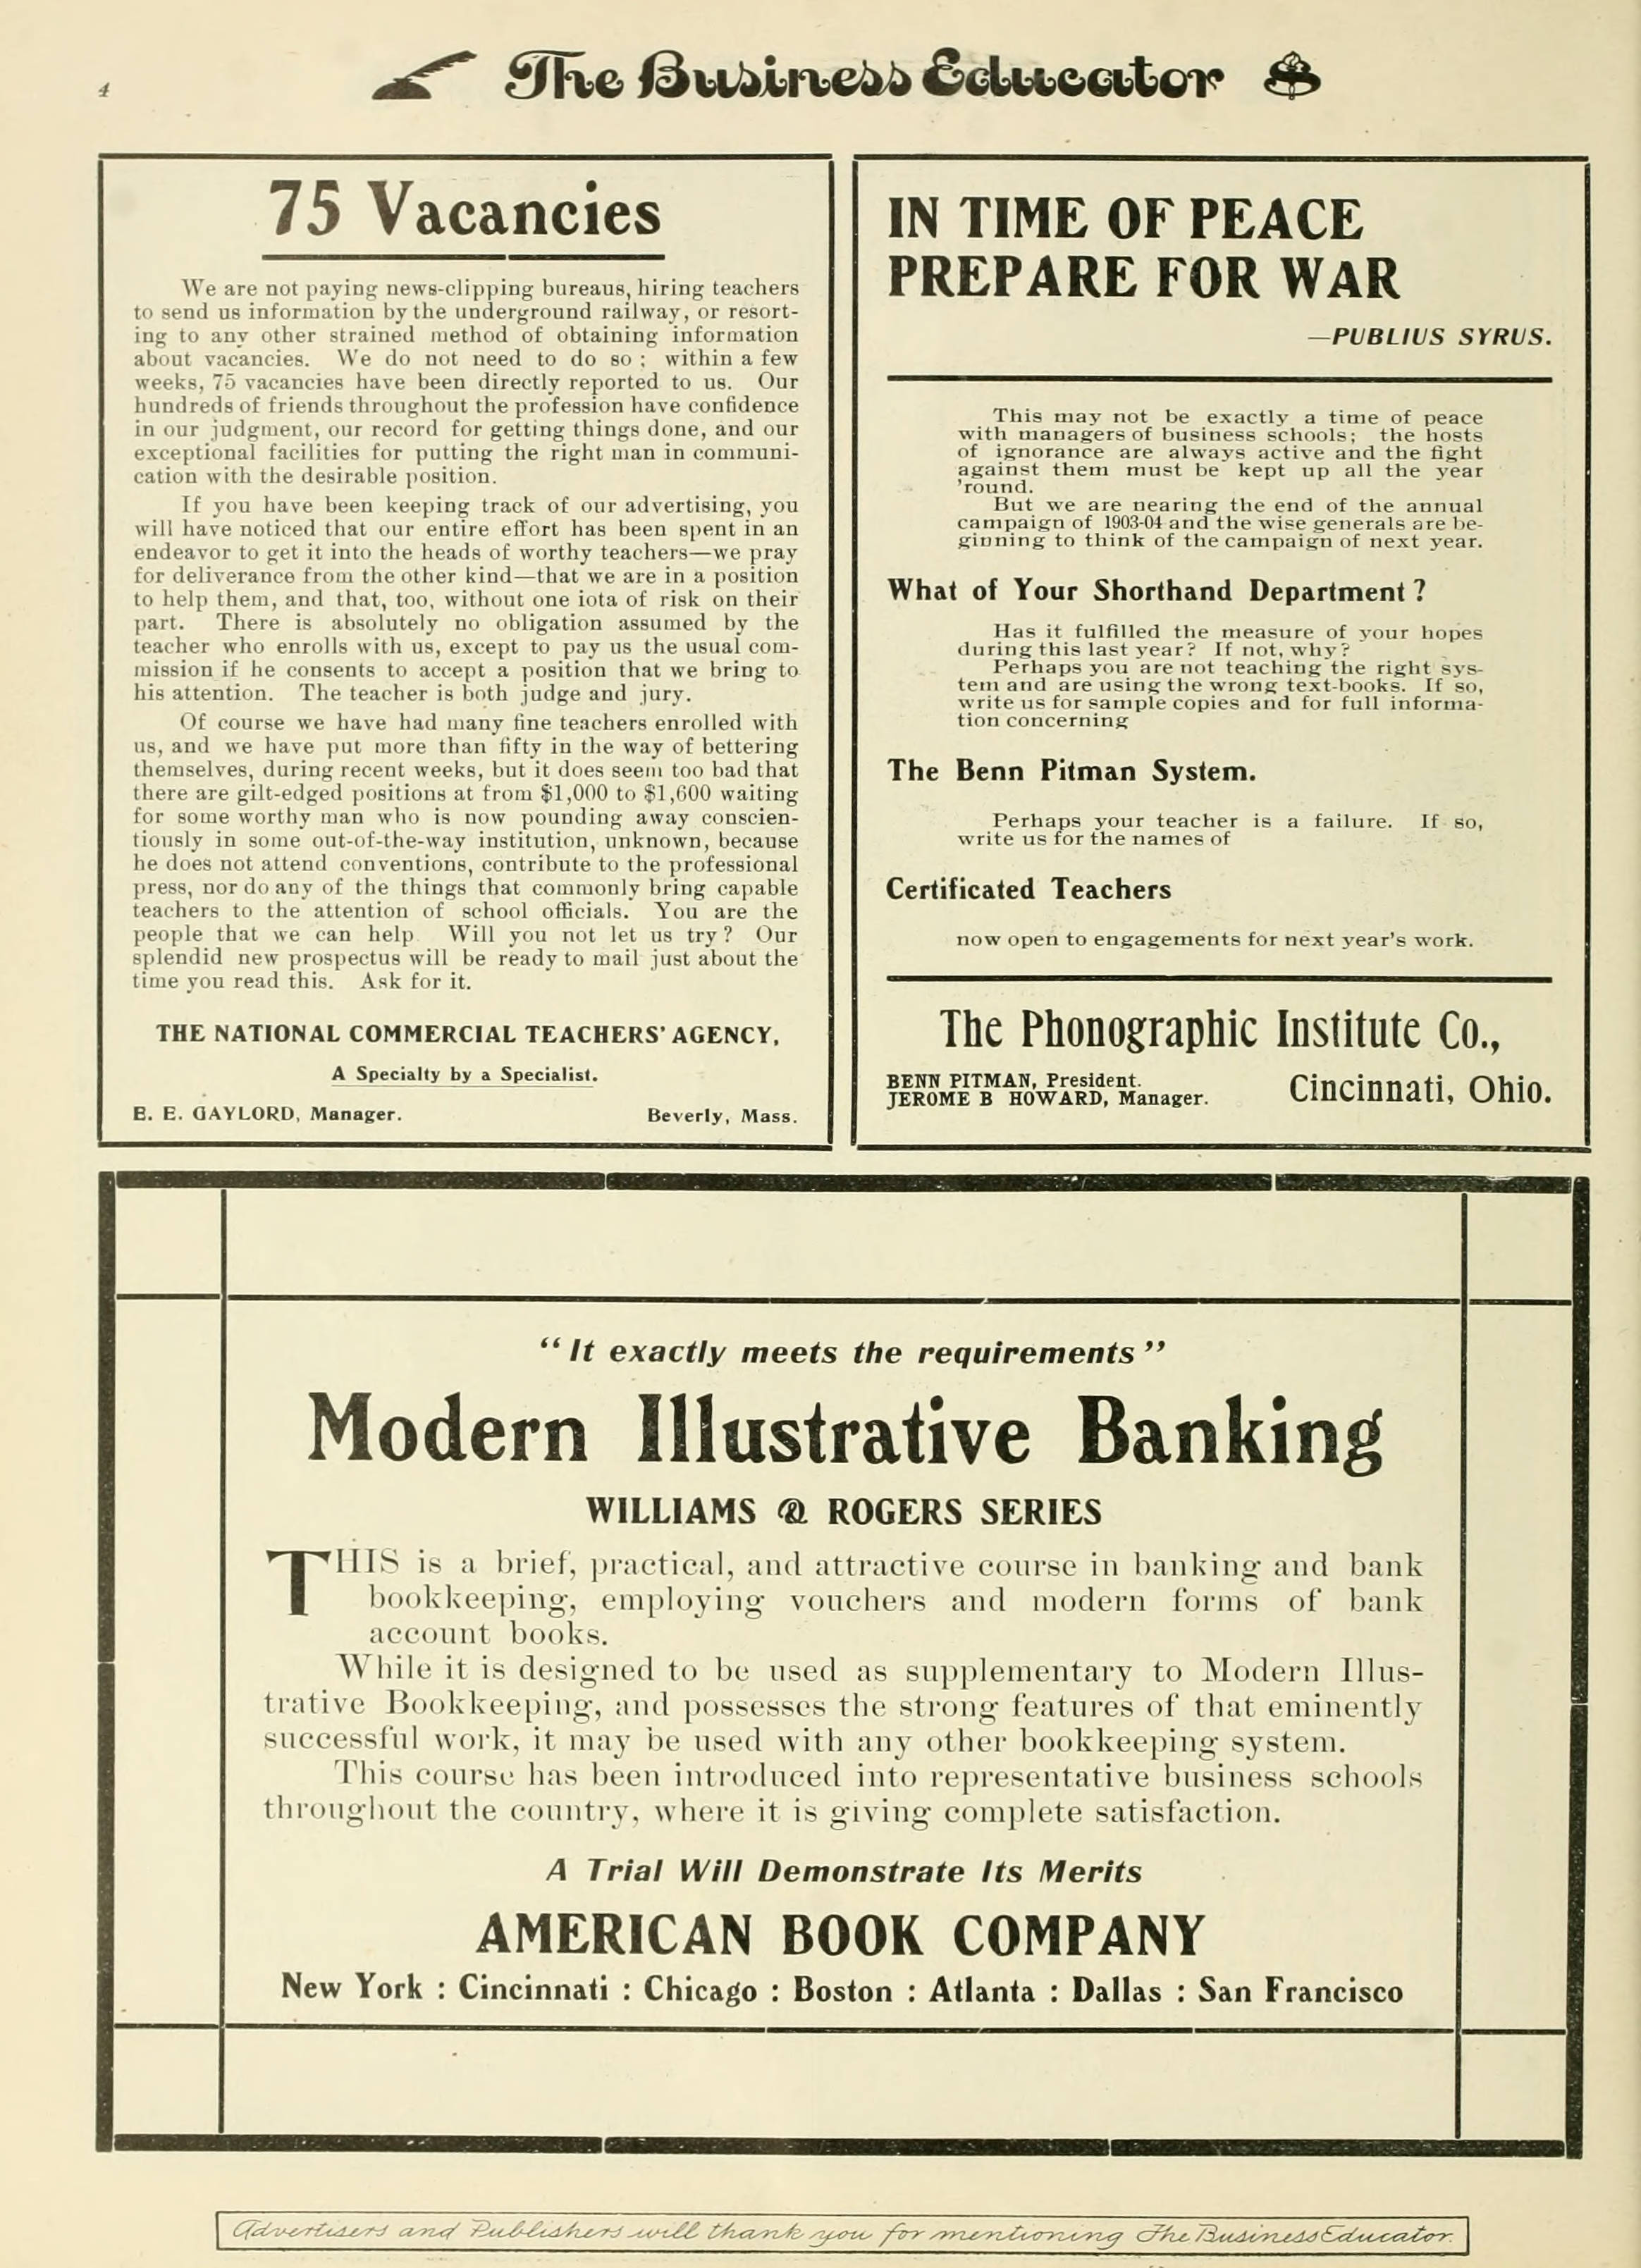 4
The Business Educator
75 Vacancies
We are not paying news-clipping bureaus, hiring teachers
to send us information by the underground railway, or resort-
ing to any other strained method of obtaining information
about vacancies. We do not need to do so; within a few
weeks, 75 vacancies have been directly reported to us. Our
hundreds of friends throughout the profession have confidence
in our judgment, our record for getting things done, and our
exceptional facilities for putting the right man in communi-
cation with the desirable position.
If you have been keeping track of our advertising, you
will have noticed that our entire effort has been spent in an
endeavor to get it into the heads of worthy teachers—we pray
for deliverance from the other kind—that we are in a position
to help them, and that, too, without one iota of risk on their
part. There is absolutely no obligation assumed by the
teacher who enrolls with us, except to pay us the usual com-
mission if he consents to accept a position that we bring to
his attention. The teacher is both judge and jury.
Of course we have had many fine teachers enrolled with
us, and we have put more than fifty in the way of bettering
themselves, during recent weeks, but it does seem too bad that
there are gilt-edged positions at from $1,000 to $1,600 waiting
for some worthy man who is now pounding away conscien-
tiously in some out-of-the-way institution, unknown, because
he does not attend conventions, contribute to the professional
press, nor do any of the things that commonly bring capable
teachers to the attention of school officials. You are the
people that we can help Will you not let us try? Our
splendid new prospectus will be ready to mail just about the
time you read this. Ask for it.
THE NATIONAL COMMERCIAL TEACHERS' AGENCY,
A Specialty by a Specialist.
E. E. GAYLORD, Manager. Beverly, Mass.
IN TIME OF PEACE
PREPARE FOR WAR
—PUBLIUS SYRUS.
This may not be exactly a time of peace
with managers of business schools; the hosts
of ignorance are always active and the fight
against them must be kept up all the year
'round.
But we are nearing the end of the annual
campaign of 1903-04 and the wise generals are be-
ginning to think of the campaign of next year.
What of Your Shorthand Department?
Has it fulfilled the measure of your hopes
during this last year? If not, why?
Perhaps you are not teaching the right sys-
tem and are using the wrong text-books. If so,
write us for sample copies and for full informa-
tion concerning
The Benn Pitman System.
Perhaps your teacher is a failure. If so,
write us for the names of
Certificated Teachers
now open to engagements for next year's work.
The Phonographic Institute Co.,
BENN PITMAN, President.
JEROME B HOWARD, Manager.
Cincinnati, Ohio.
"It exactly meets the requirements"
Modern Illustrative Banking
WILLIAMS & ROGERS SERIES
THIS is a brief, practical, and attractive course in banking and bank
bookkeeping, employing vouchers and modern forms of bank
account books.
While it is designed to be used as supplementary to Modern Illus-
trative Bookkeeping, and possesses the strong features of that eminently
successful work, it may be used with any other bookkeeping system.
This course has been introduced into representative business schools
throughout the country, where it is giving complete satisfaction.
A Trial Will Demonstrate Its Merits
AMERICAN BOOK COMPANY
New York : Cincinnati : Chicago : Boston : Atlanta : Dallas : San Francisco
Advertisers and Publishers will thank you for mentioning The Business Educator.